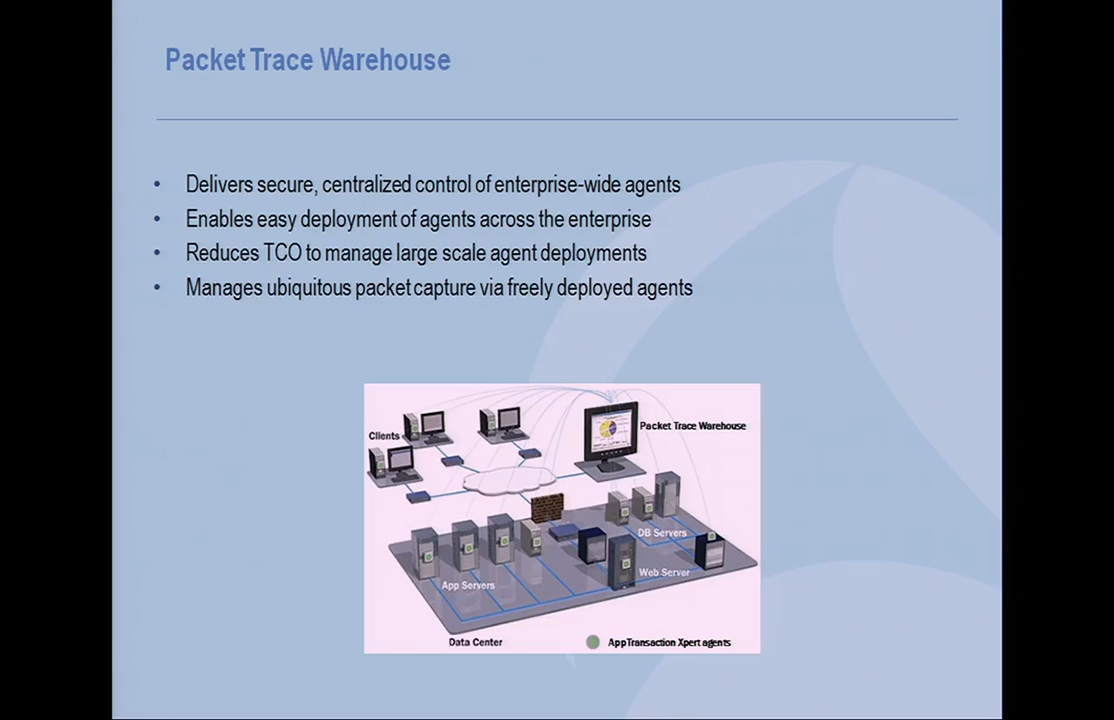 Packet Trace Warehouse
• Delivers secure, centralized control of enterprise-wide agents
• Enables easy deployment of agents across the enterprise
• Reduces TCO to manage large scale agent deployments
• Manages ubiquitous packet capture via freely deployed agents
Clients
Packet Trace Warehouse
DB Servers
Web Server
App Servers
Data Center
AppTransaction Xpert agents